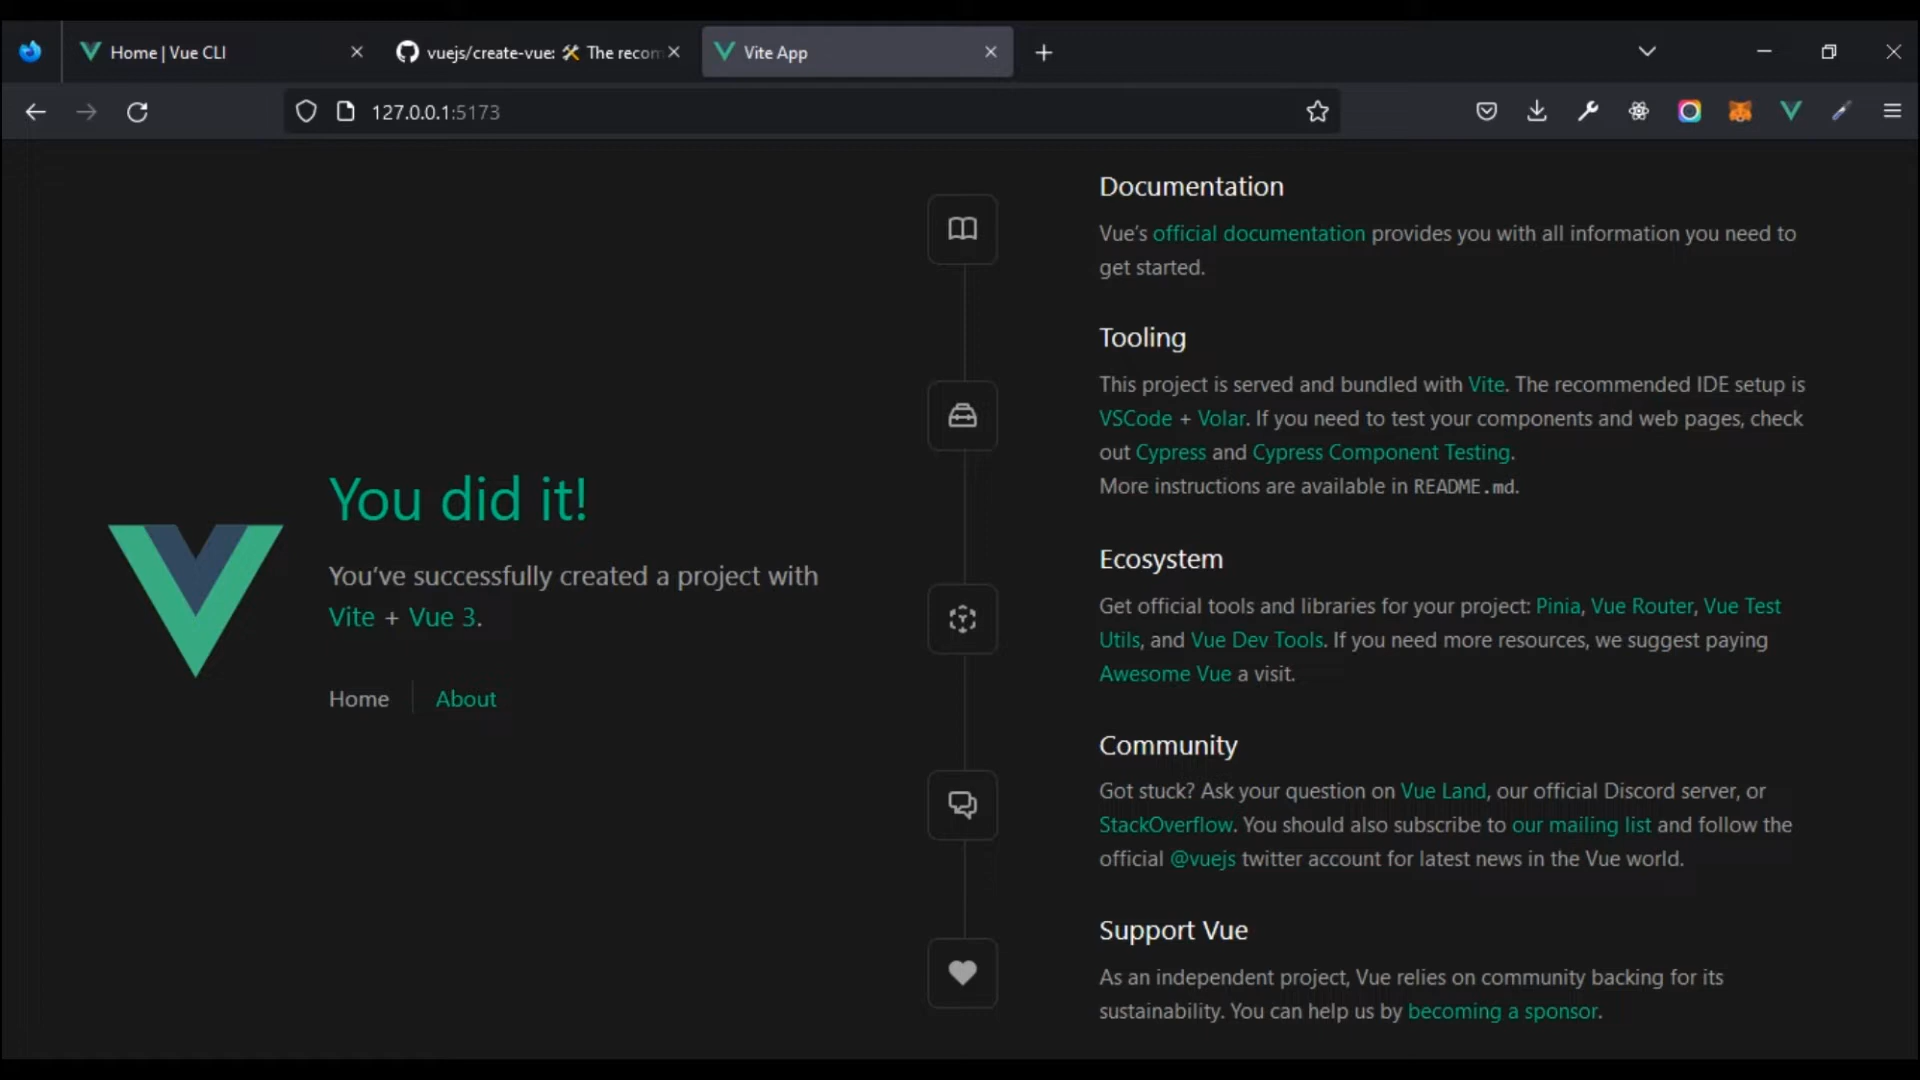 Home | Vue CLI
vuejs/create-vue: 🛠 The recom
Vite App
127.0.0.1:5173
You did it!
You've successfully created a project with
Vite + Vue 3.
Home
About
Documentation
Vue's official documentation provides you with all information you need to
get started.
Tooling
This project is served and bundled with Vite. The recommended IDE setup is
VSCode + Volar. If you need to test your components and web pages, check
out Cypress and Cypress Component Testing.
More instructions are available in README.md.
Ecosystem
Get official tools and libraries for your project: Pinia, Vue Router, Vue Test
Utils, and Vue Dev Tools. If you need more resources, we suggest paying
Awesome Vue a visit.
Community
Got stuck? Ask your question on Vue Land, our official Discord server, or
StackOverflow. You should also subscribe to our mailing list and follow the
official @vuejs twitter account for latest news in the Vue world.
Support Vue
As an independent project, Vue relies on community backing for its
sustainability. You can help us by becoming a sponsor.